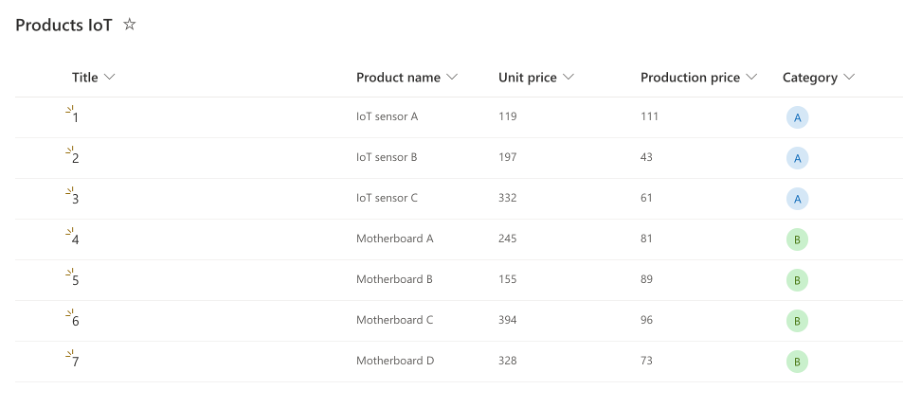 Products IoT
Title Product name Unit price Production price Category
1 IoT sensor A 119 111 A
2 IoT sensor B 197 43 A
3 IoT sensor C 332 61 A
4 Motherboard A 245 81 B
5 Motherboard B 155 89 B
6 Motherboard C 394 96 B
7 Motherboard D 328 73 B